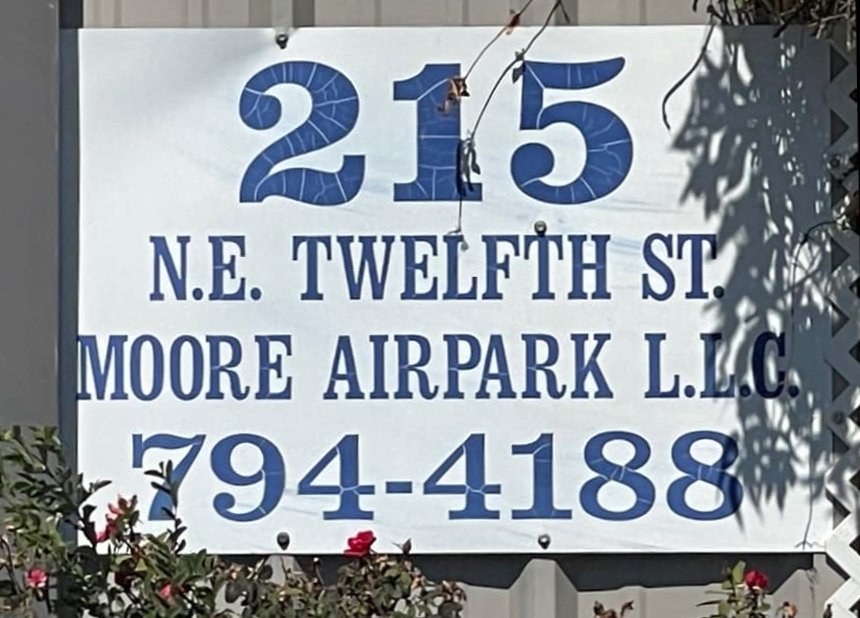 215
N.E. TWELFTH ST.
MOORE AIRPARK L.L.C.
794-4188